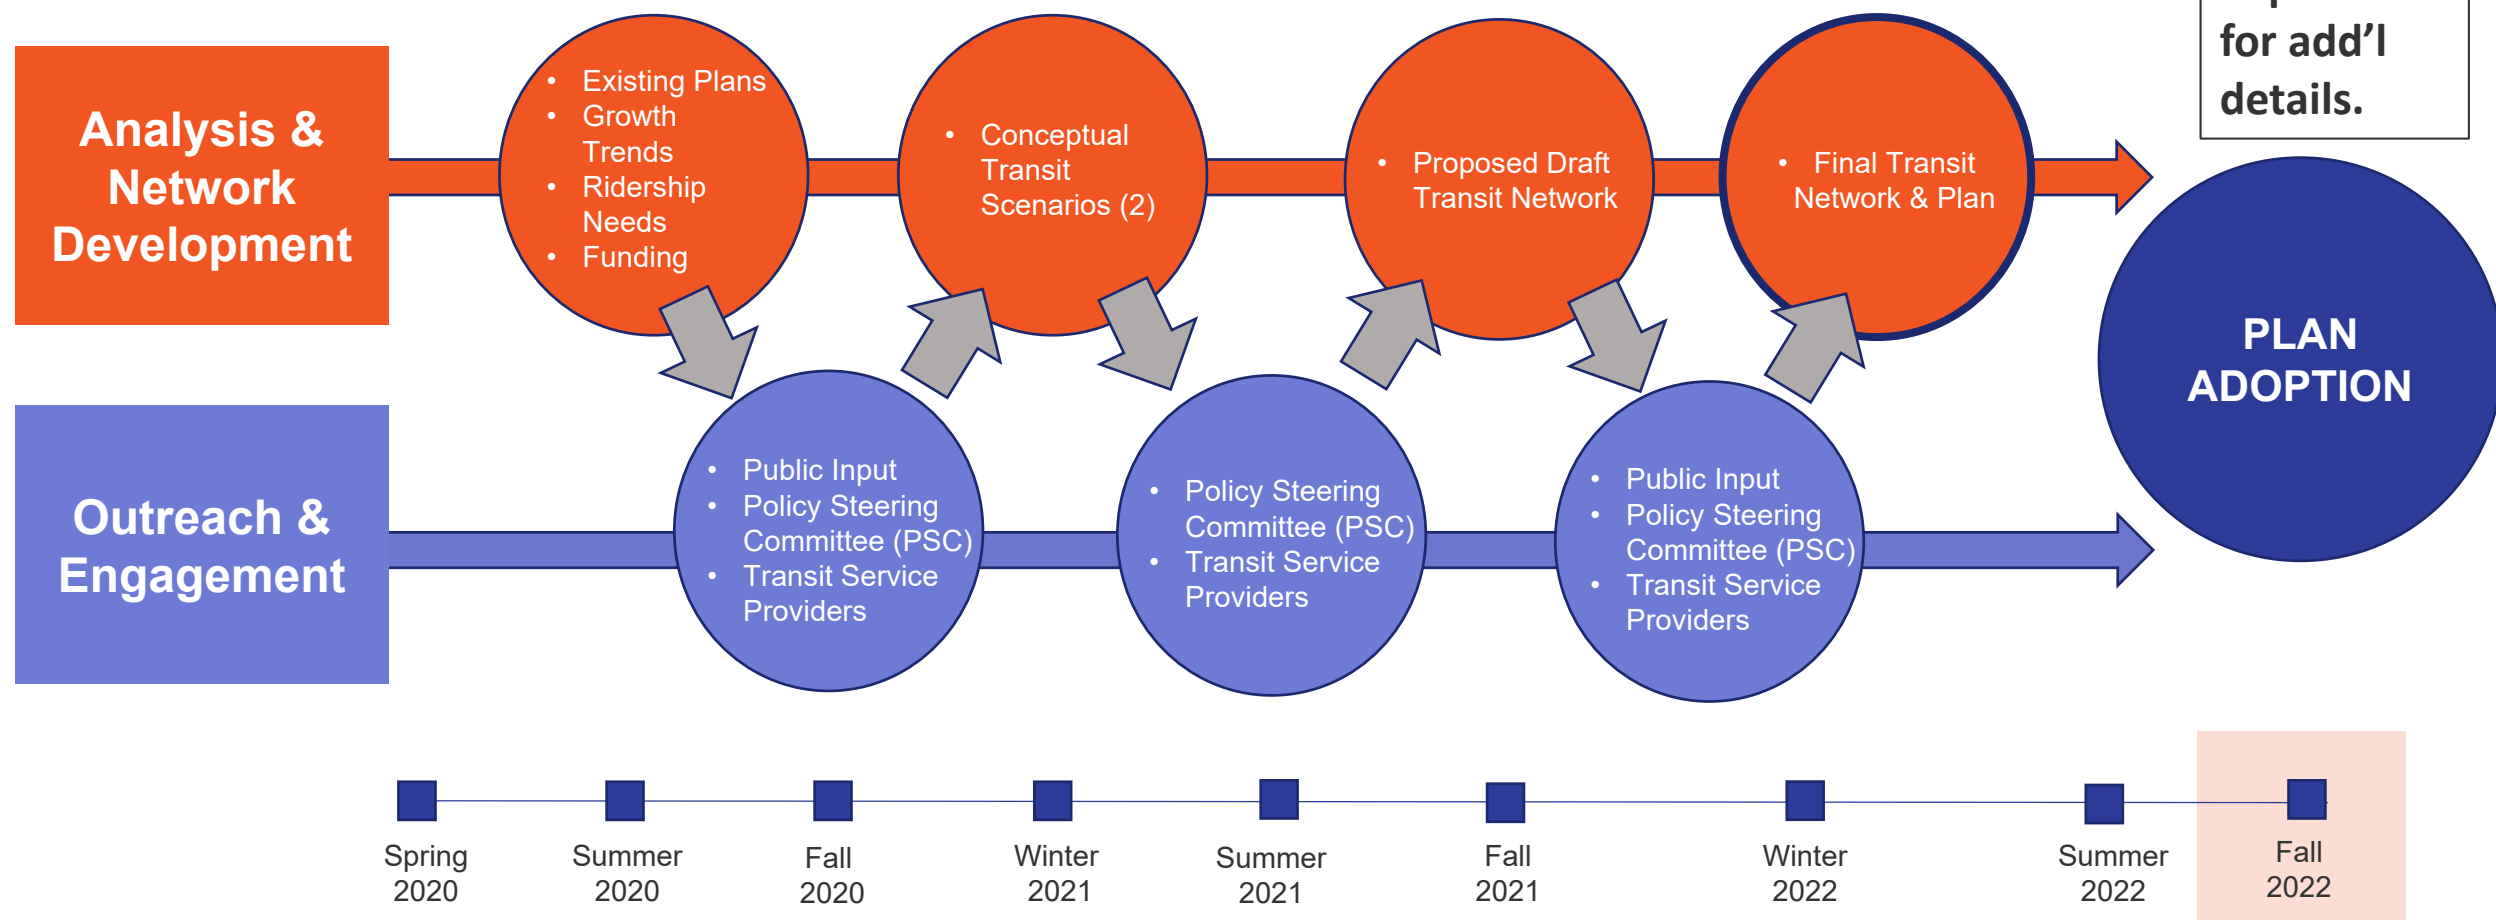 for add’l
details.
Analysis &
Network
Development
• Existing Plans
• Growth
Trends
• Ridership
Needs
• Funding
• Conceptual
Transit
Scenarios (2)
• Proposed Draft
Transit Network
• Final Transit
Network & Plan
PLAN
ADOPTION
Outreach &
Engagement
• Public Input
• Policy Steering
Committee (PSC)
• Transit Service
Providers
• Policy Steering
Committee (PSC)
• Transit Service
Providers
• Public Input
• Policy Steering
Committee (PSC)
• Transit Service
Providers
Spring
2020
Summer
2020
Fall
2020
Winter
2021
Summer
2021
Fall
2021
Winter
2022
Summer
2022
Fall
2022